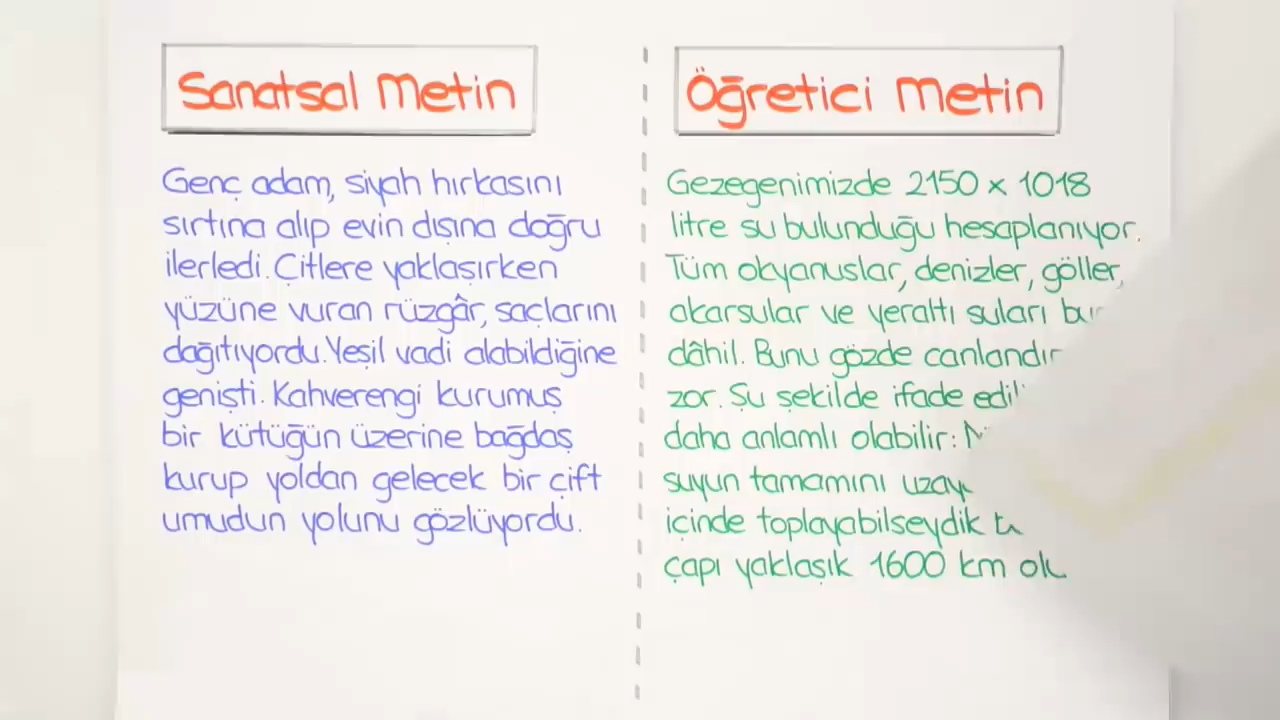 Sanatsal Metin
Genç adam, siyah hırkasını
sırtına alıp evin dışına doğru
ilerledi. Çitlere yaklaşırken
yüzüne vuran rüzgâr, saçlarını
dağıtıyordu. Yeşil vadi alabildiğine
genişti. Kahverengi kurumuş
bir kütüğün üzerine bağdaş
kurup yoldan gelecek bir çift
umudun yolunu gözlüyordu.
Öğretici Metin
Gezegenimizde 2150 x 1018
litre su bulunduğu hesaplanıyor.
Tüm okyanuslar, denizler, göller,
akarsular ve yeraltı suları
dâhil. Bunu gözde
zor. Şu şekilde ifade
daha anlamlı olabilir:
suyun tamamını
içinde toplayabilseydik
çapı yaklaşık 1600 km